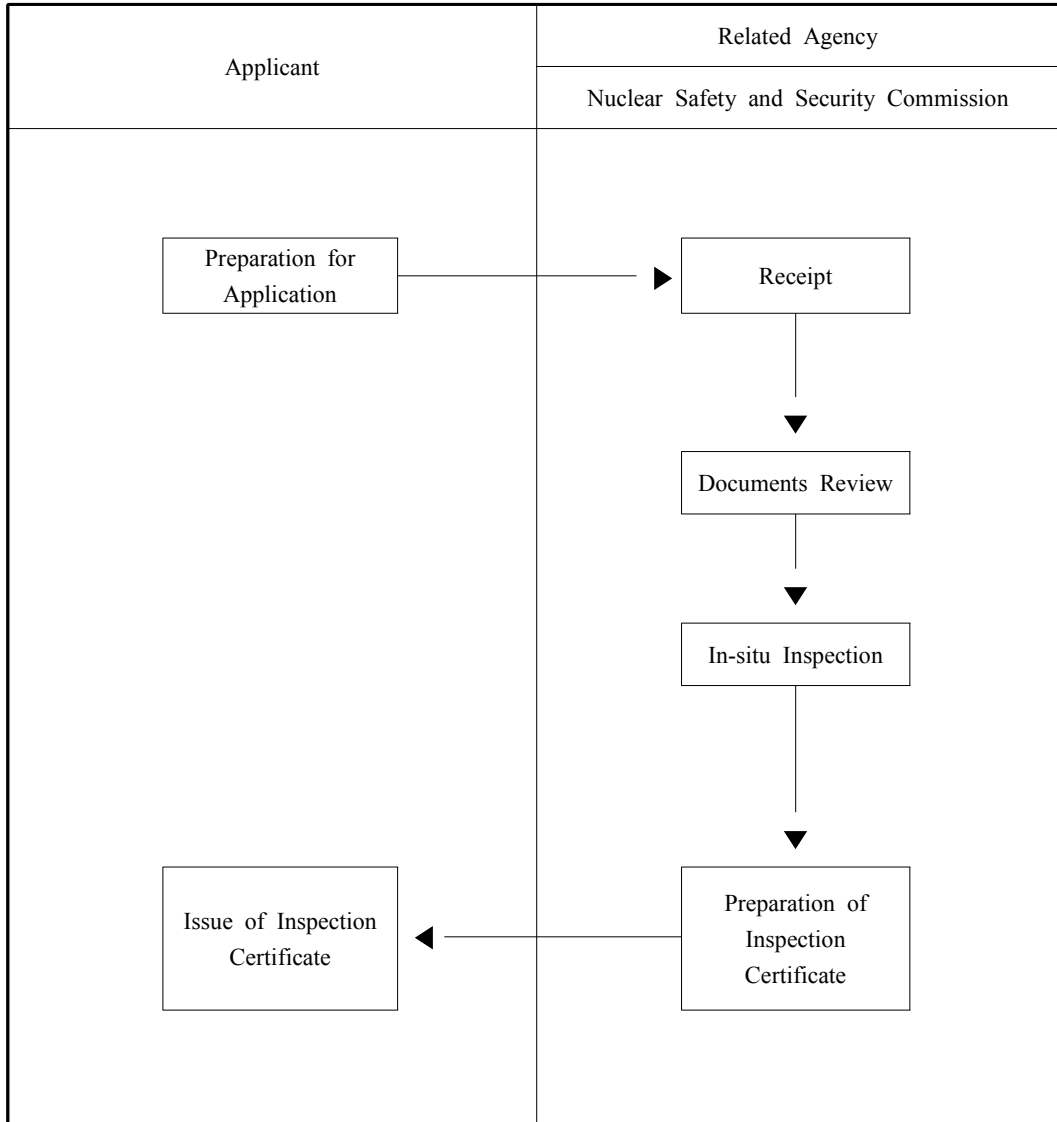 Applicant
Related Agency
Nuclear Safety and Security Commission
Preparation for
Application
Receipt
Documents Review
In-situ Inspection
Issue of Inspection
Certificate
Preparation of
Inspection
Certificate